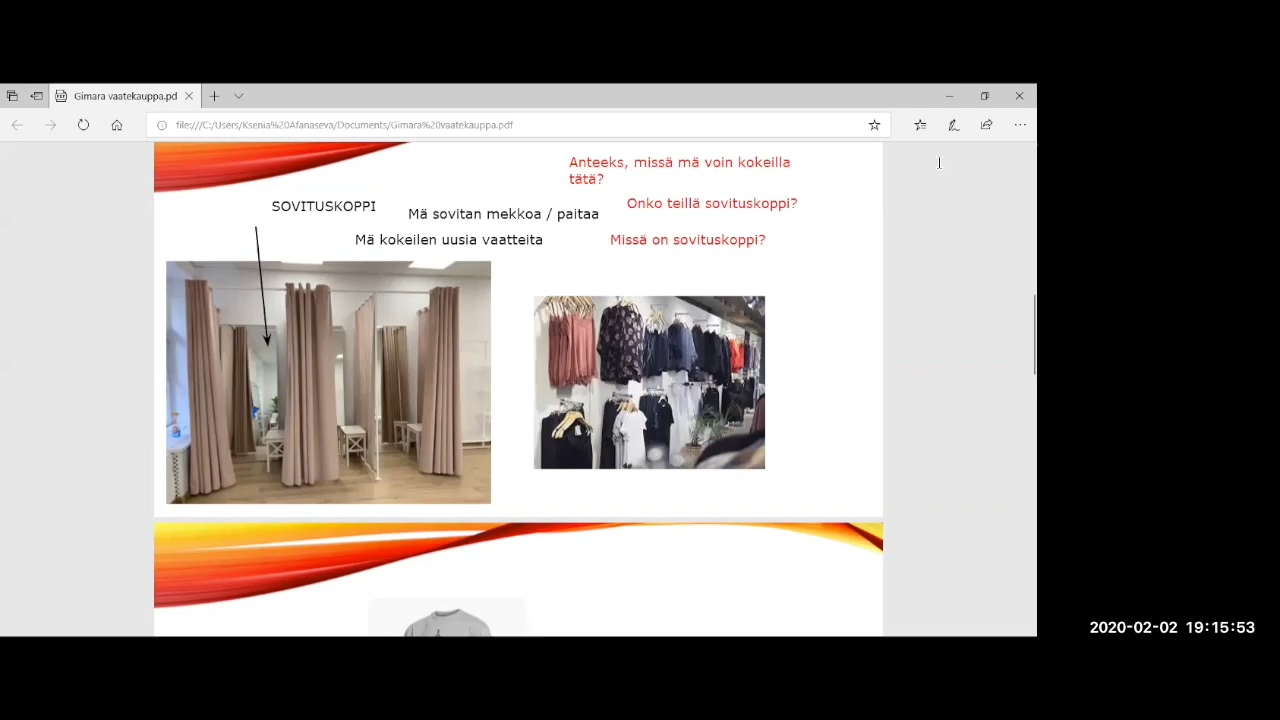 Gimara vaatekauppa.pd
file:///C:/Users/Ksenia%20Afanaseva/Documents/Gimara%20vaatekauppa.pdf
Anteeks, missä mä voin kokeilla
tätä?
SOVITUSKOPPI
Mä sovitan mekkoa / paitaa
Onko teillä sovituskoppi?
Mä kokeilen uusia vaatteita
Missä on sovituskoppi?
2020-02-02 19:15:53